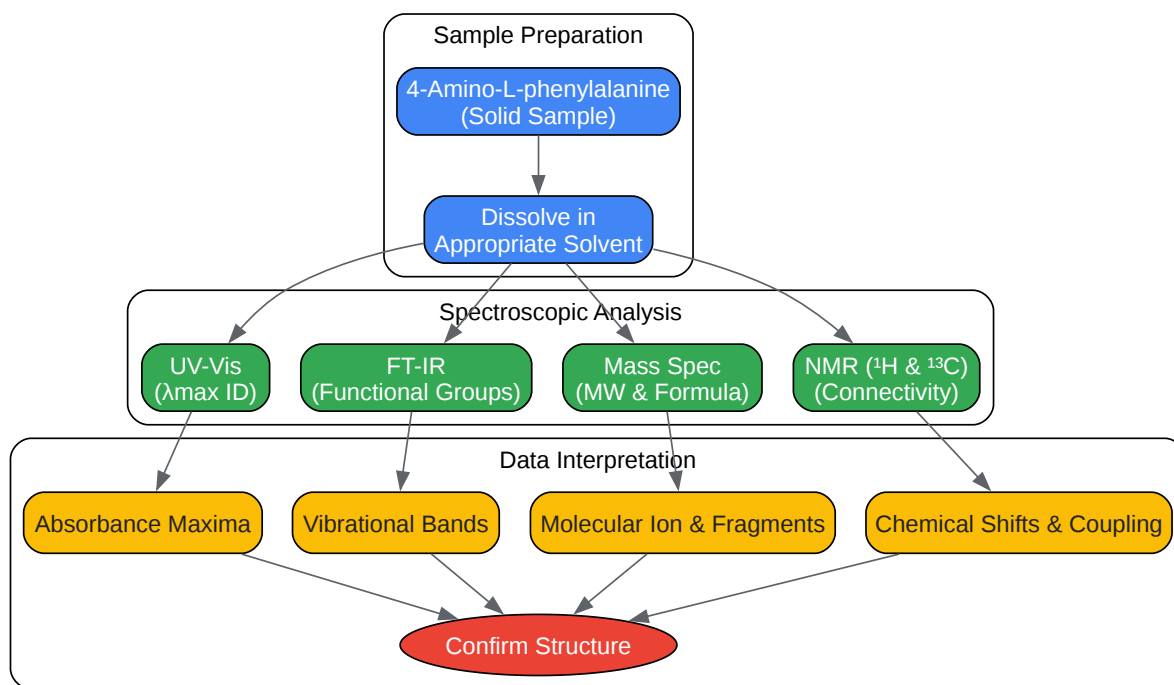 Sample Preparation
4-Amino-L-phenylalanine
(Solid Sample)
Dissolve in
Appropriate Solvent
Spectroscopic Analysis
UV-Vis
(λmax ID)
FT-IR
(Functional Groups)
Mass Spec
(MW & Formula)
NMR (¹H & ¹³C)
(Connectivity)
Data Interpretation
Absorbance Maxima
Vibrational Bands
Molecular Ion & Fragments
Chemical Shifts & Coupling
Confirm Structure